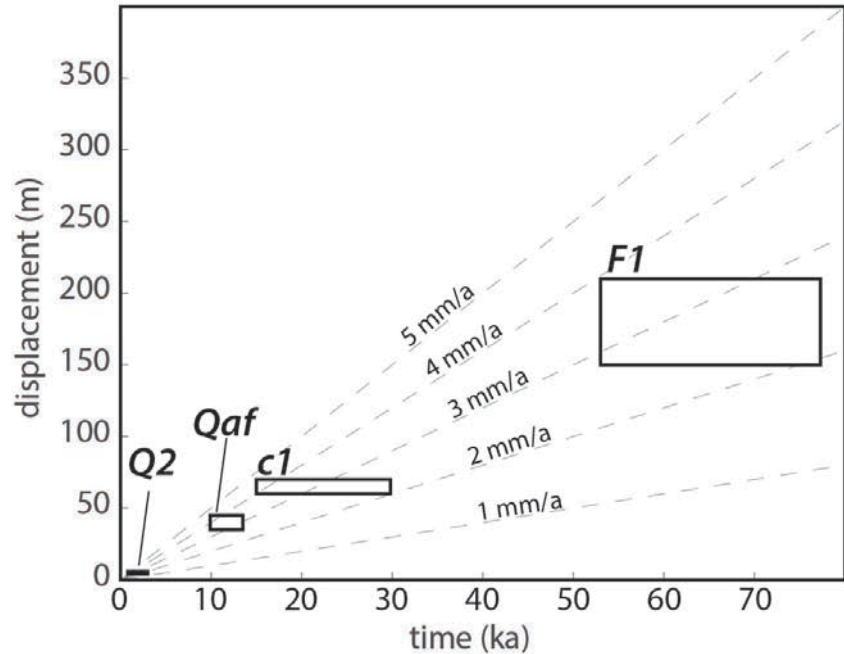 350
300
250
200
150
100
50
0
displacement (m)
F1
5 mm/a
4 mm/a
3 mm/a
2 mm/a
1 mm/a
Qaf
Q2
c1
0 10 20 30 40 50 60 70
time (ka)